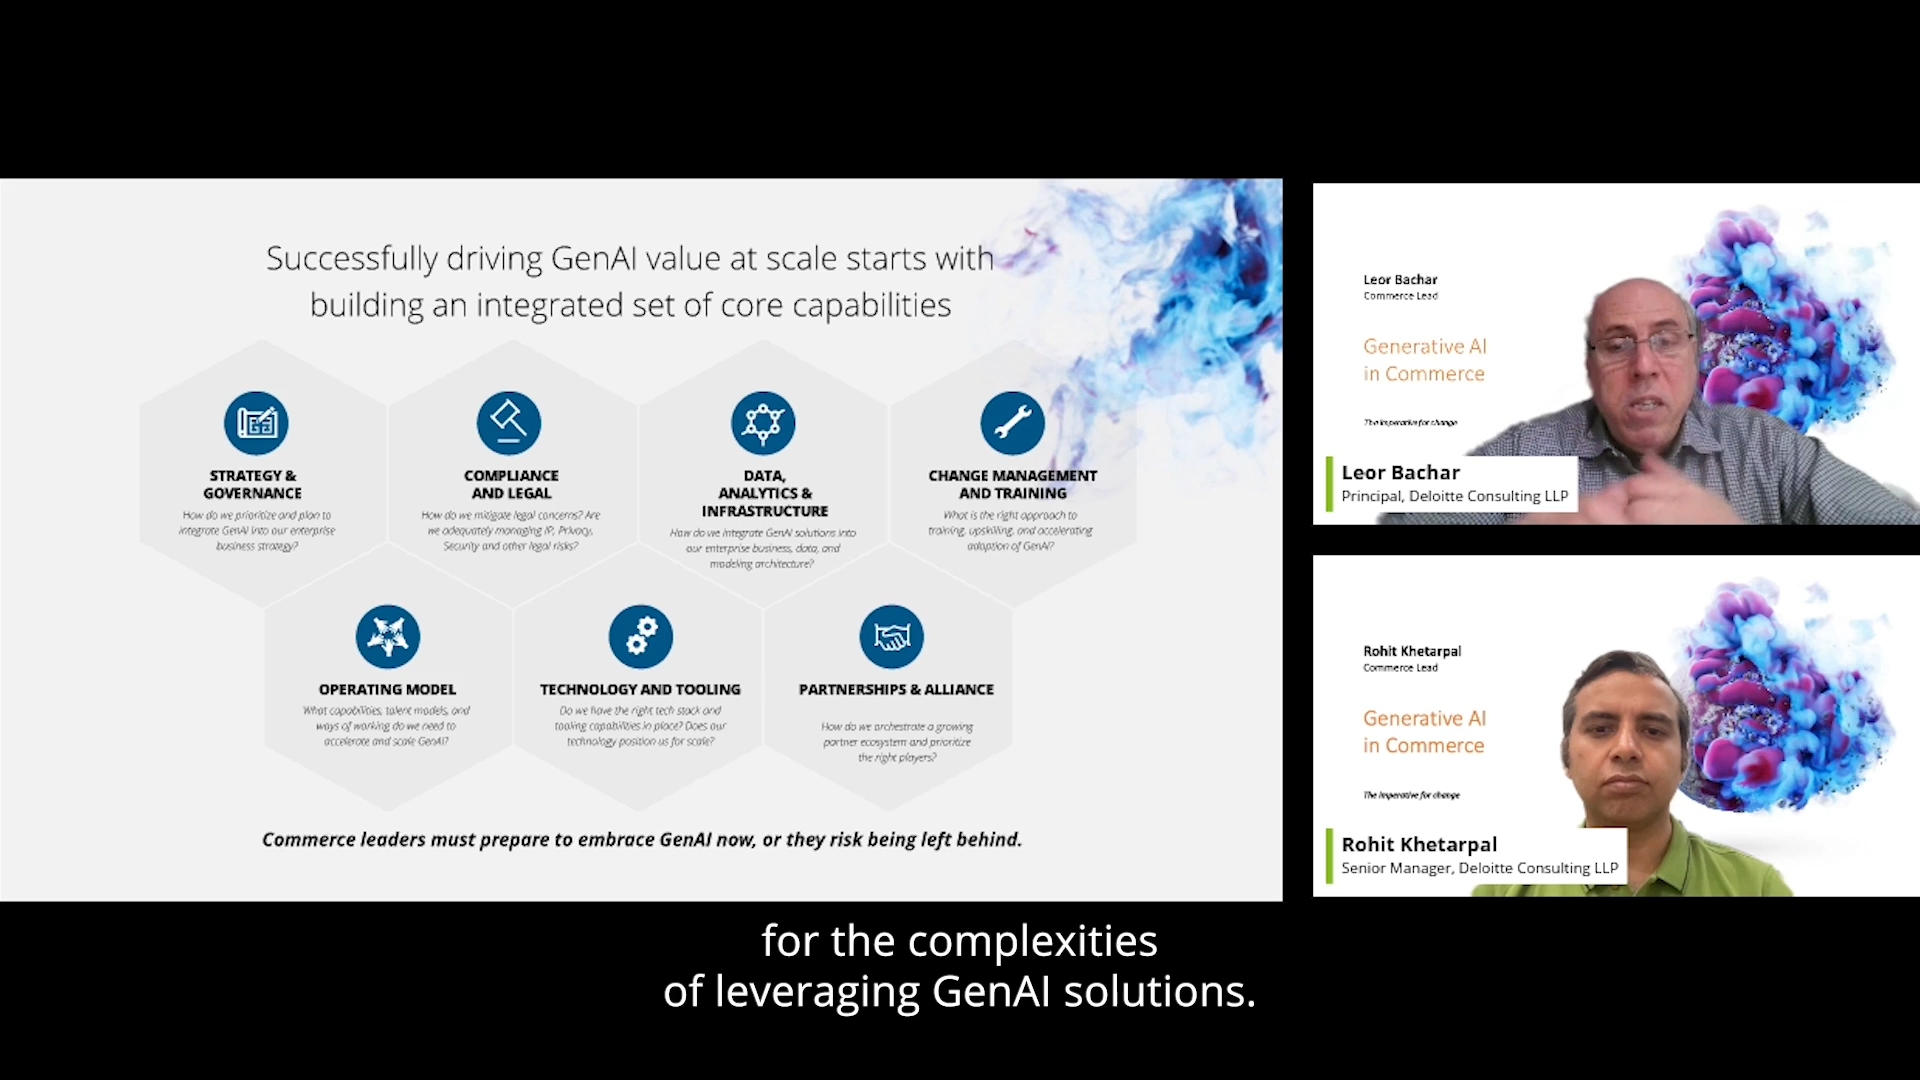 Successfully driving GenAI value at scale starts with
building an integrated set of core capabilities
STRATEGY &
GOVERNANCE
How do we prioritize and plan to
integrate GenAI into our enterprise
business strategy?
COMPLIANCE
AND LEGAL
How do we mitigate legal concerns? Are
we adequately managing IP, Privacy,
Security and other legal risks?
DATA,
ANALYTICS &
INFRASTRUCTURE
How do we integrate GenAI solutions into
our enterprise business, data, and
modeling architecture?
CHANGE MANAGEMENT
AND TRAINING
What is the right approach to
training, upskilling, and accelerating
adoption of GenAI?
OPERATING MODEL
What capabilities, talent models, and
ways of working do we need to
accelerate and scale GenAI?
TECHNOLOGY AND TOOLING
Do we have the right tech stack and
tooling capabilities in place? Does our
technology position us for scale?
PARTNERSHIPS & ALLIANCE
How do we orchestrate a growing
partner ecosystem and prioritize
the right players?
Commerce leaders must prepare to embrace GenAI now, or they risk being left behind.
Leor Bachar
Commerce Lead
Generative AI
in Commerce
The imperative for change
Leor Bachar
Principal, Deloitte Consulting LLP
Rohit Khetarpal
Commerce Lead
Generative AI
in Commerce
The imperative for change
Rohit Khetarpal
Senior Manager, Deloitte Consulting LLP
for the complexities
of leveraging GenAI solutions.